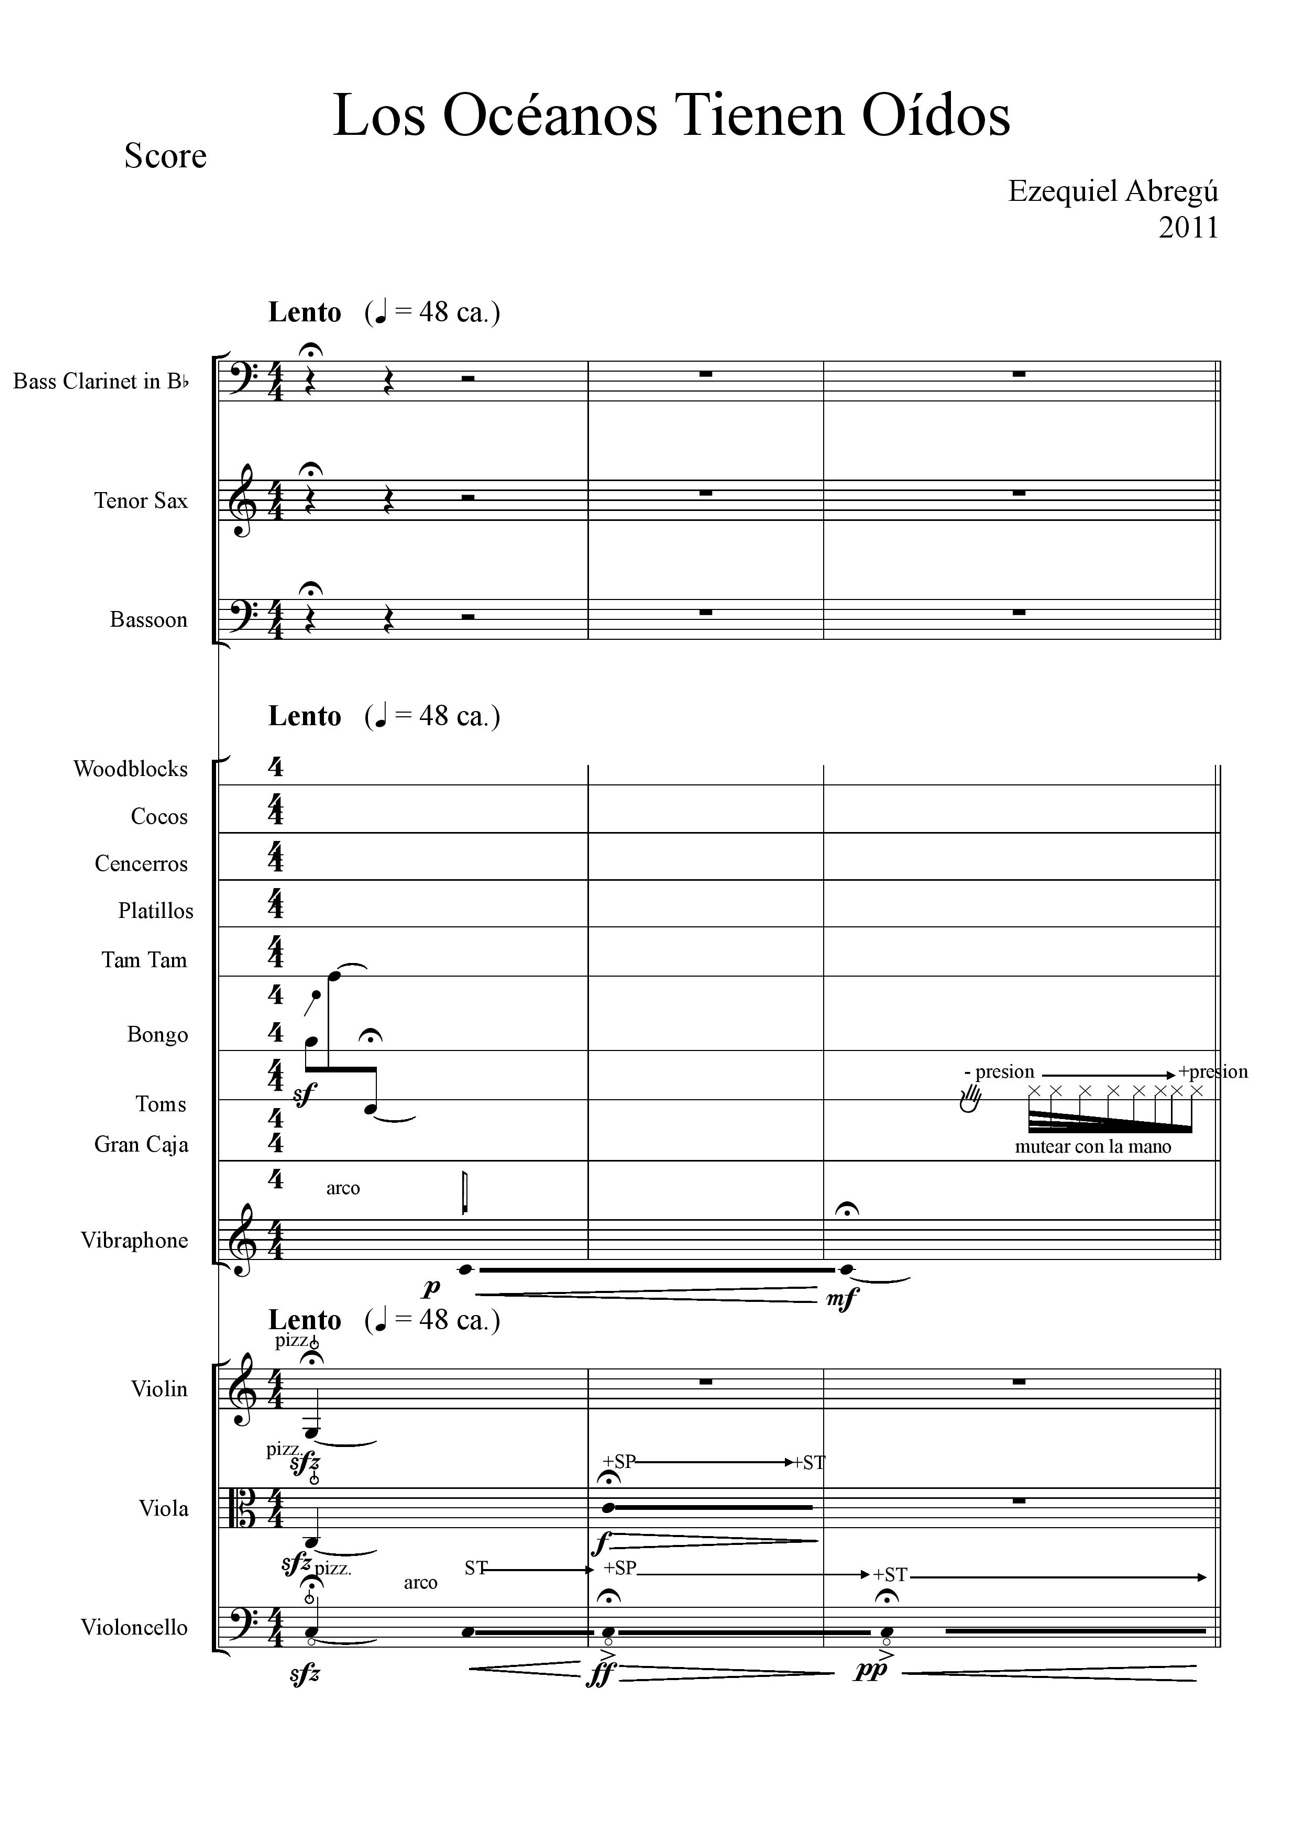 Los Océanos Tienen Oídos
Score
Ezequiel Abregú
2011
Lento (♩ = 48 ca.)
Bass Clarinet in B♭
Tenor Sax
Bassoon
Lento (♩ = 48 ca.)
Woodblocks
Cocos
Cencerros
Platillos
Tam Tam
Bongo
sf
- presion +presion
Toms
mutear con la mano
Gran Caja
arco
Vibraphone
p mf
Lento (♩ = 48 ca.)
pizz.
Violin
pizz.
sfz
+SP +ST
Viola
f
sfz pizz. ST +SP +ST
arco
Violoncello
sfz ff pp